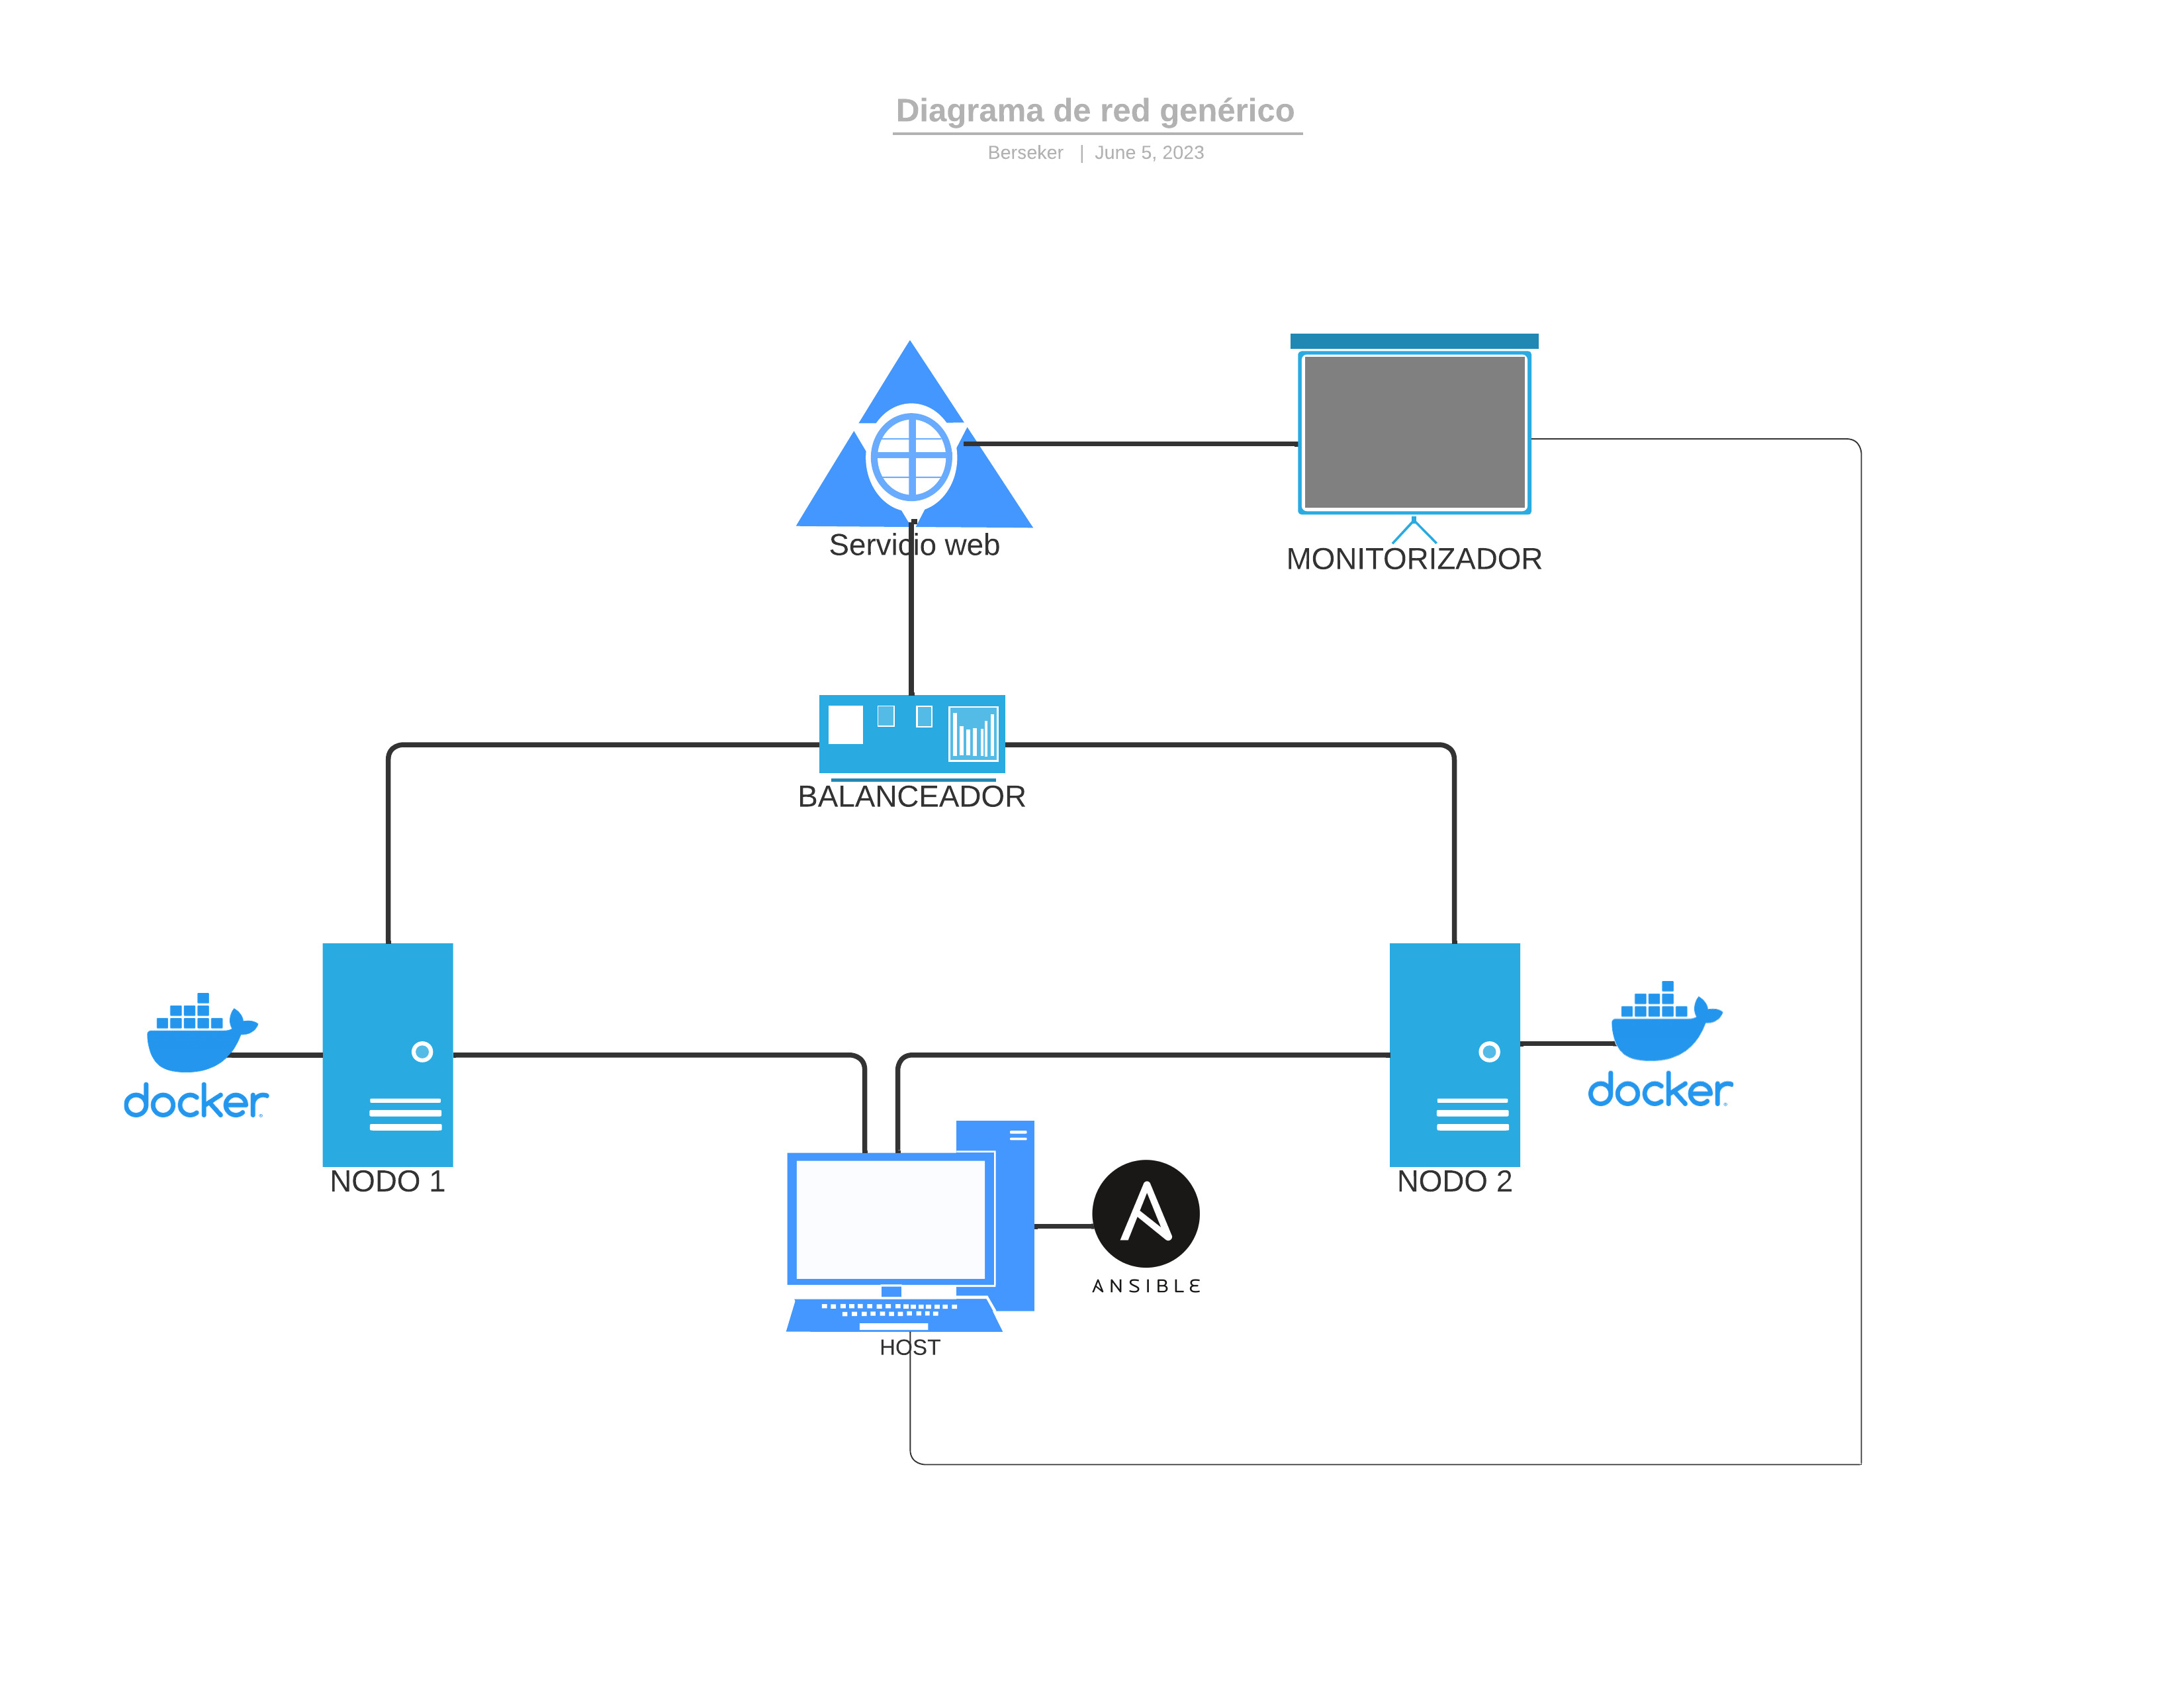 Diagrama de red genérico
Berseker | June 5, 2023
Servicio web
MONITORIZADOR
BALANCEADOR
docker
docker
NODO 1
NODO 2
ANSIBLE
HOST